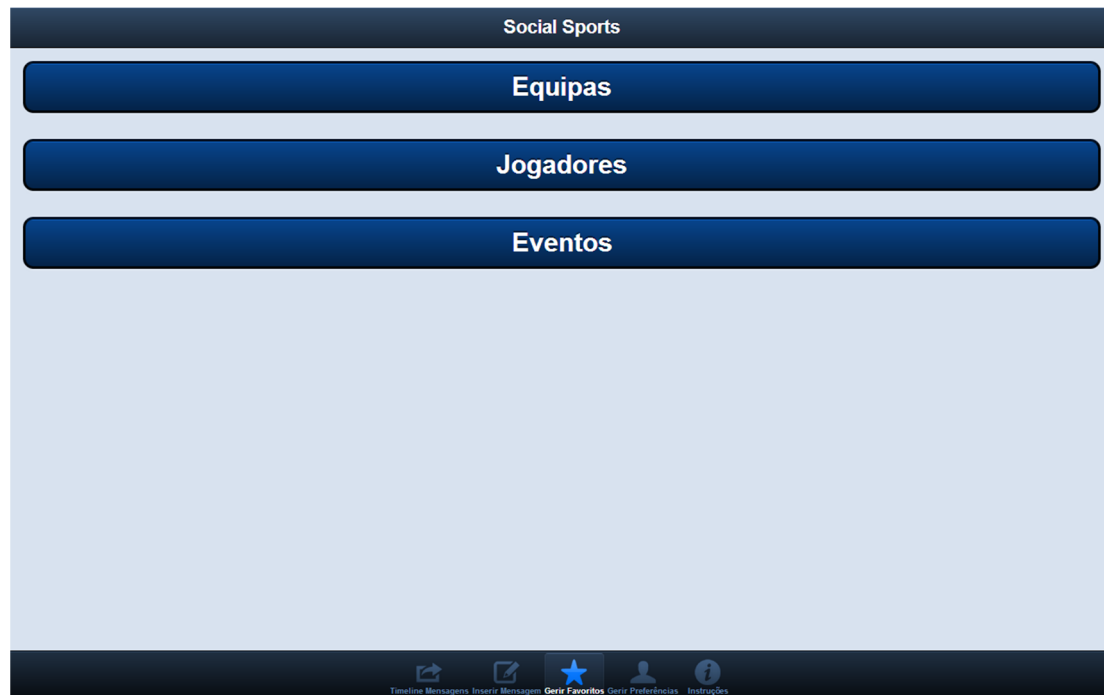 Social Sports
Equipas
Jogadores
Eventos
Timeline Mensagens Inserir Mensagem Gerir Favoritos Gerir Preferências Instruções